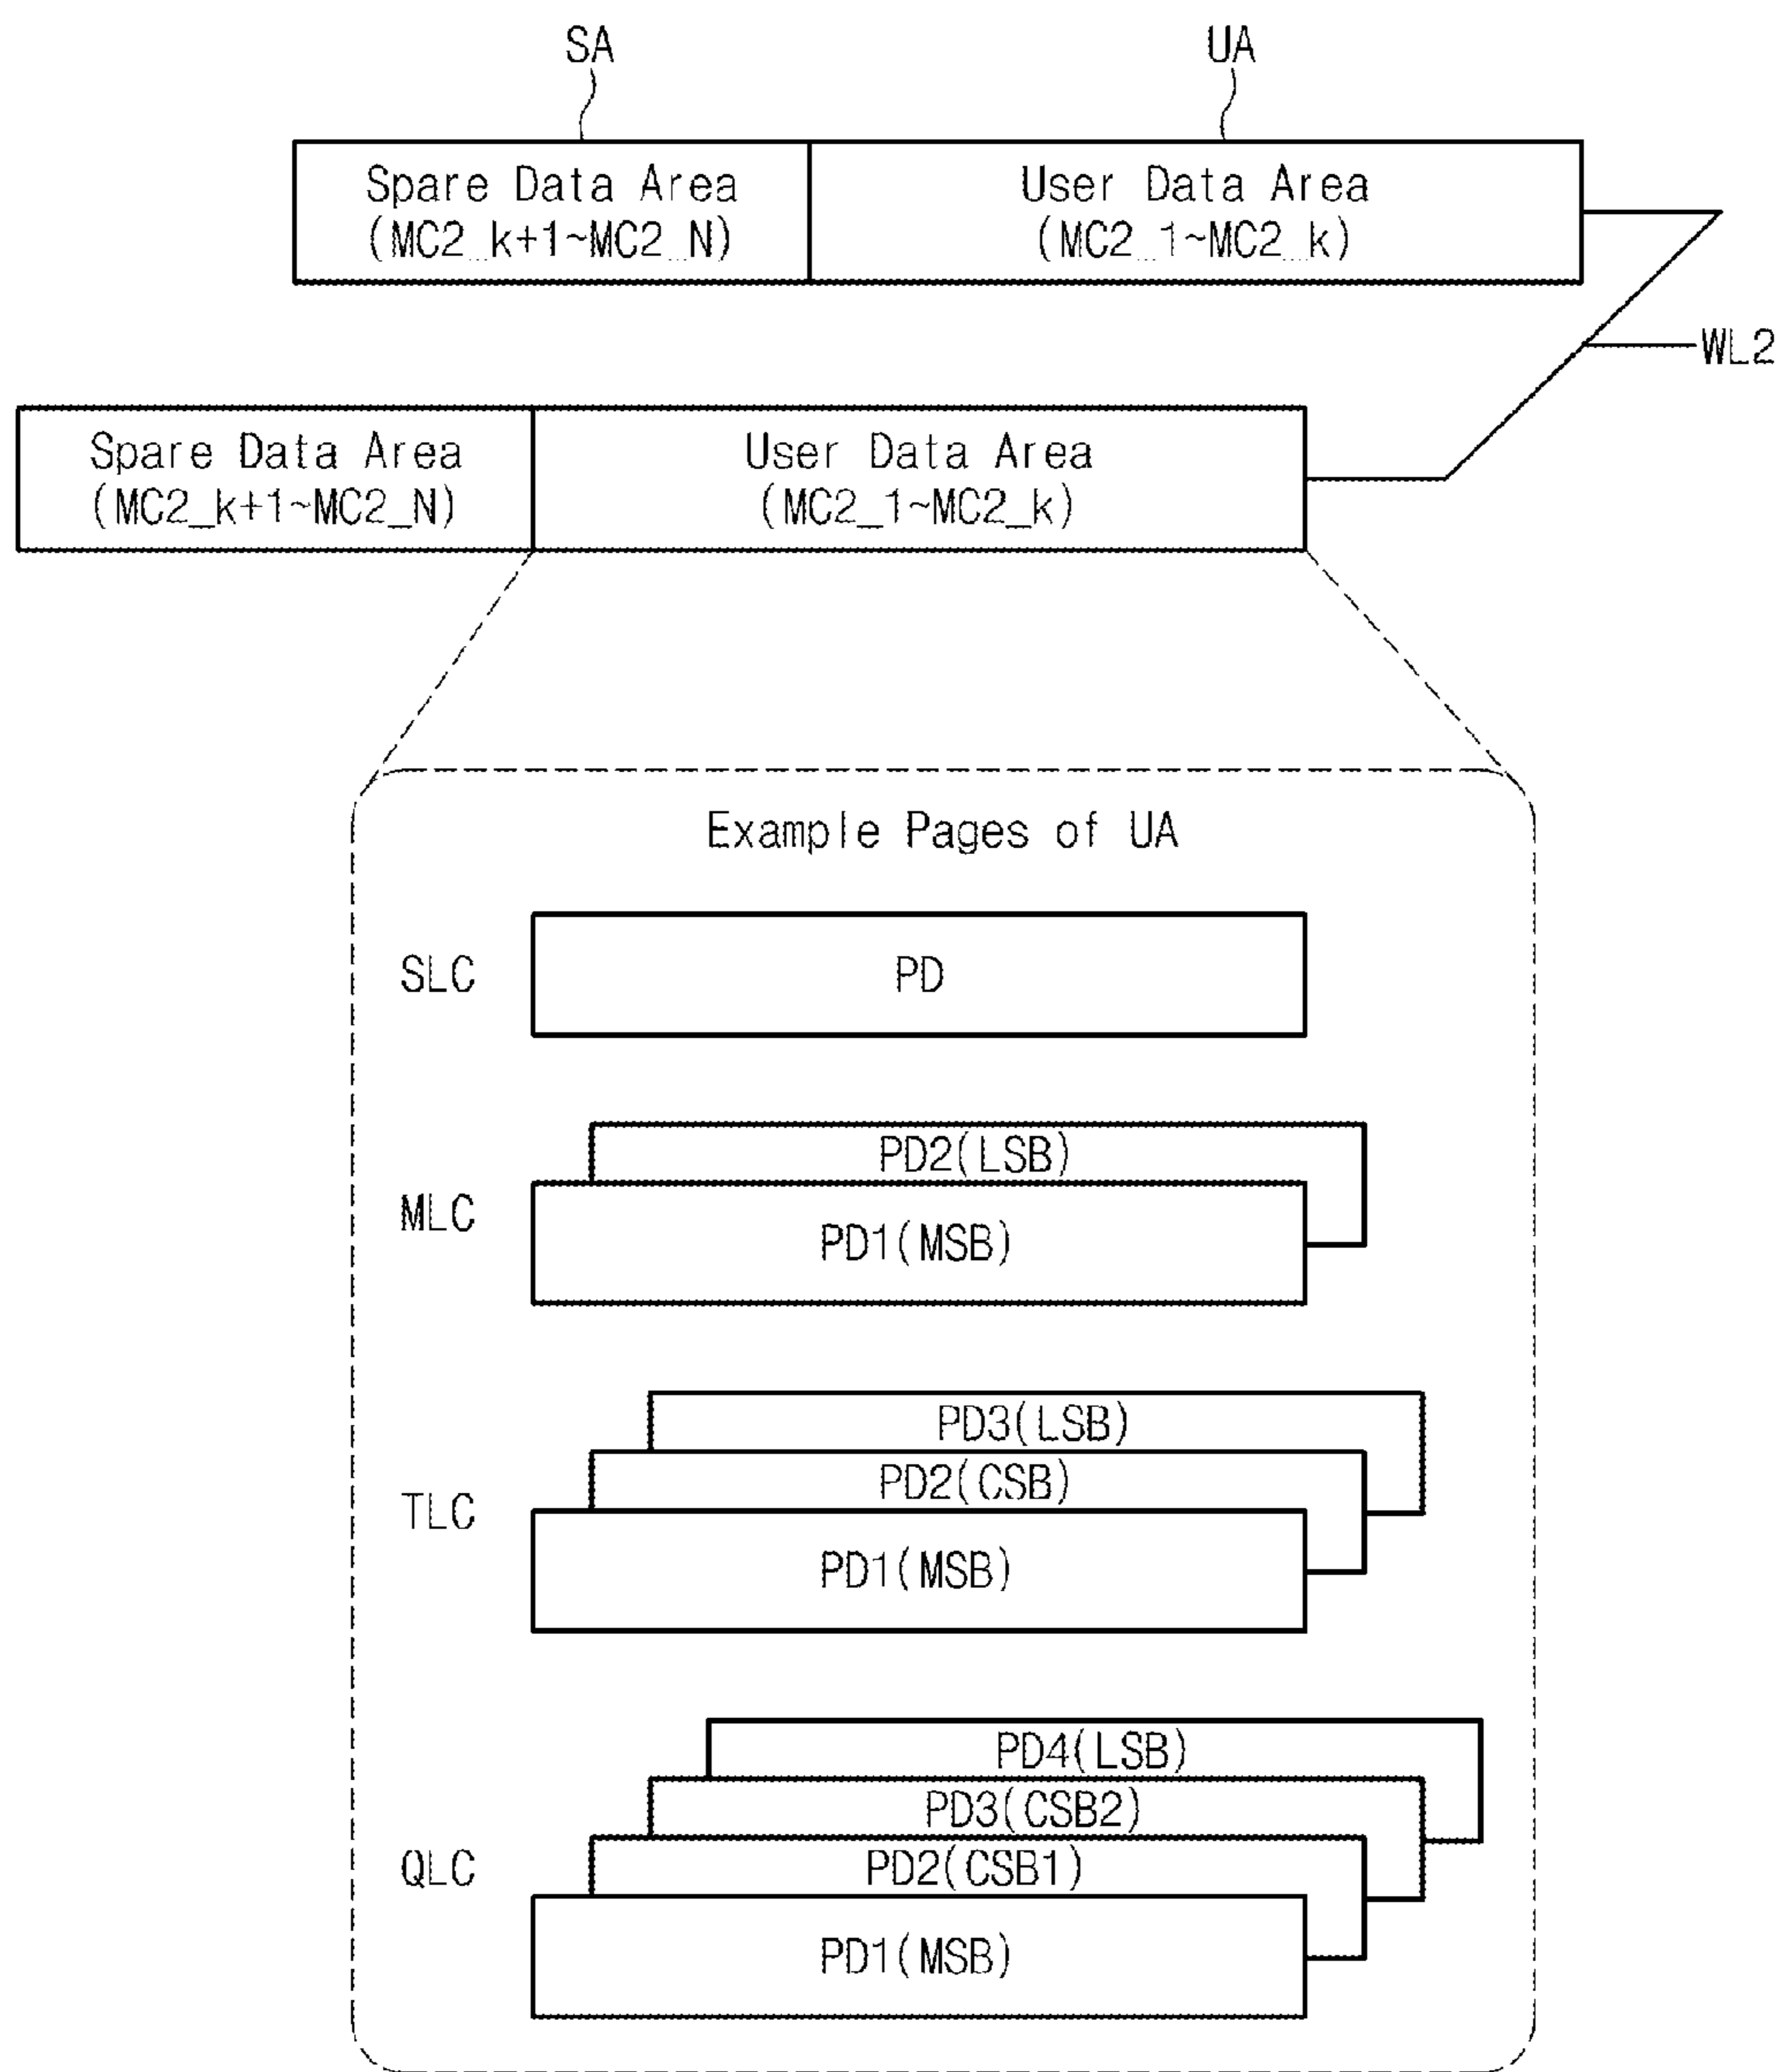 SA
UA
Spare Data Area
(MC2_k+1~MC2_N)
User Data Area
(MC2_1~MC2_k)
WL2
Spare Data Area
(MC2_k+1~MC2_N)
User Data Area
(MC2_1~MC2_k)
Example Pages of UA
SLC
PD
MLC
PD2(LSB)
PD1(MSB)
TLC
PD3(LSB)
PD2(CSB)
PD1(MSB)
QLC
PD4(LSB)
PD3(CSB2)
PD2(CSB1)
PD1(MSB)